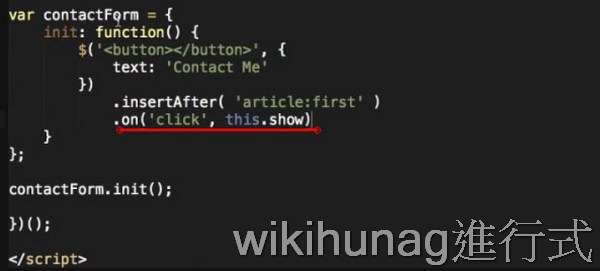 var contactForm = {
    init: function() {
        $('<button></button>', {
            text: 'Contact Me'
        })
            .insertAfter( 'article:first' )
            .on('click', this.show)
    }
};

contactForm.init();

})();

</script>
wikihunag進行式